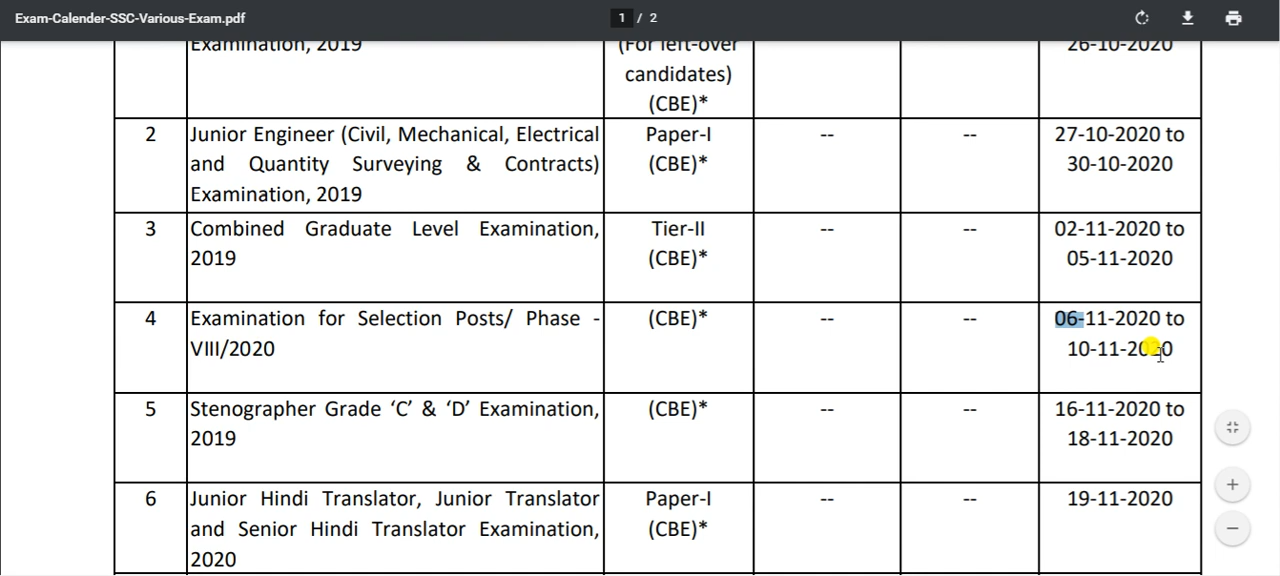 Exam-Calender-SSC-Various-Exam.pdf
1 / 2
Examination, 2019
(For left-over
candidates)
(CBE)*
26-10-2020
2
Junior Engineer (Civil, Mechanical, Electrical
and Quantity Surveying & Contracts)
Examination, 2019
Paper-I
(CBE)*
--
--
27-10-2020 to
30-10-2020
3
Combined Graduate Level Examination,
2019
Tier-II
(CBE)*
--
--
02-11-2020 to
05-11-2020
4
Examination for Selection Posts/ Phase -
VIII/2020
(CBE)*
--
--
06-11-2020 to
10-11-2020
5
Stenographer Grade ‘C’ & ‘D’ Examination,
2019
(CBE)*
--
--
16-11-2020 to
18-11-2020
6
Junior Hindi Translator, Junior Translator
and Senior Hindi Translator Examination,
2020
Paper-I
(CBE)*
--
--
19-11-2020